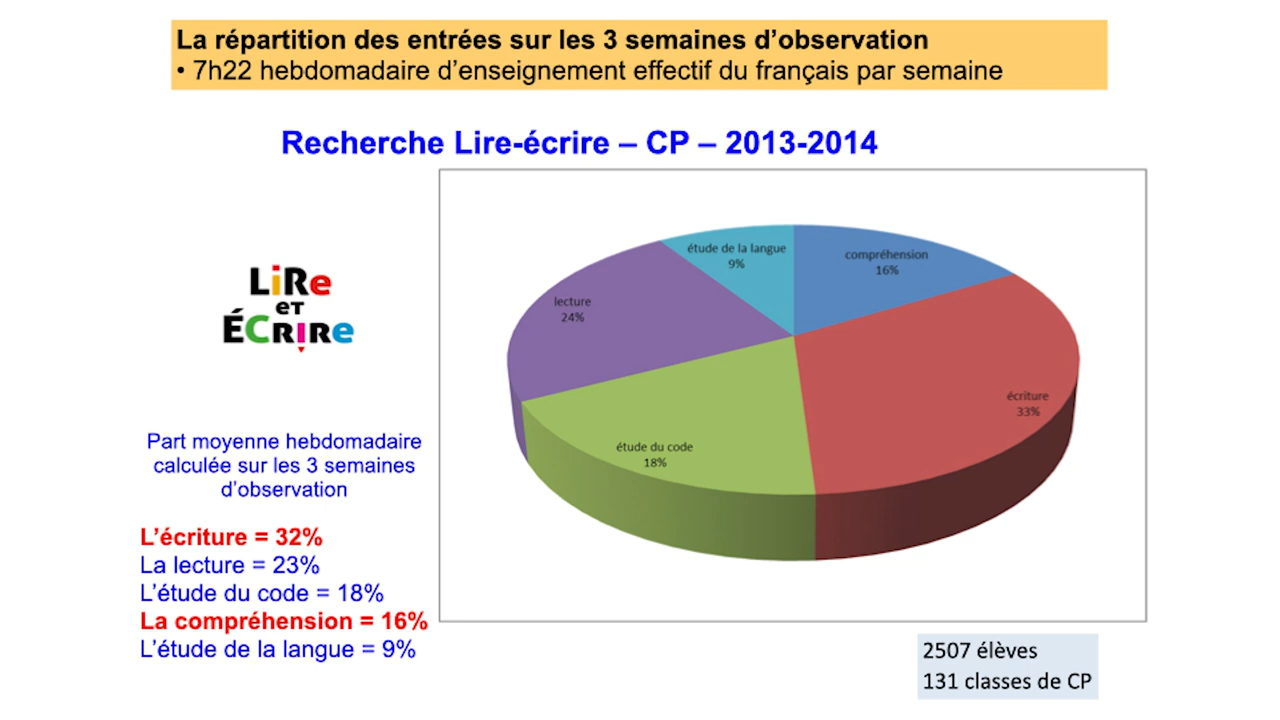 La répartition des entrées sur les 3 semaines d’observation
• 7h22 hebdomadaire d’enseignement effectif du français par semaine
Recherche Lire-écrire – CP – 2013-2014
LiRe
ET
ÉCRIRe
étude de la langue
9%
compréhension
16%
lecture
24%
écriture
33%
étude du code
18%
Part moyenne hebdomadaire
calculée sur les 3 semaines
d’observation
L’écriture = 32%
La lecture = 23%
L’étude du code = 18%
La compréhension = 16%
L’étude de la langue = 9%
2507 élèves
131 classes de CP